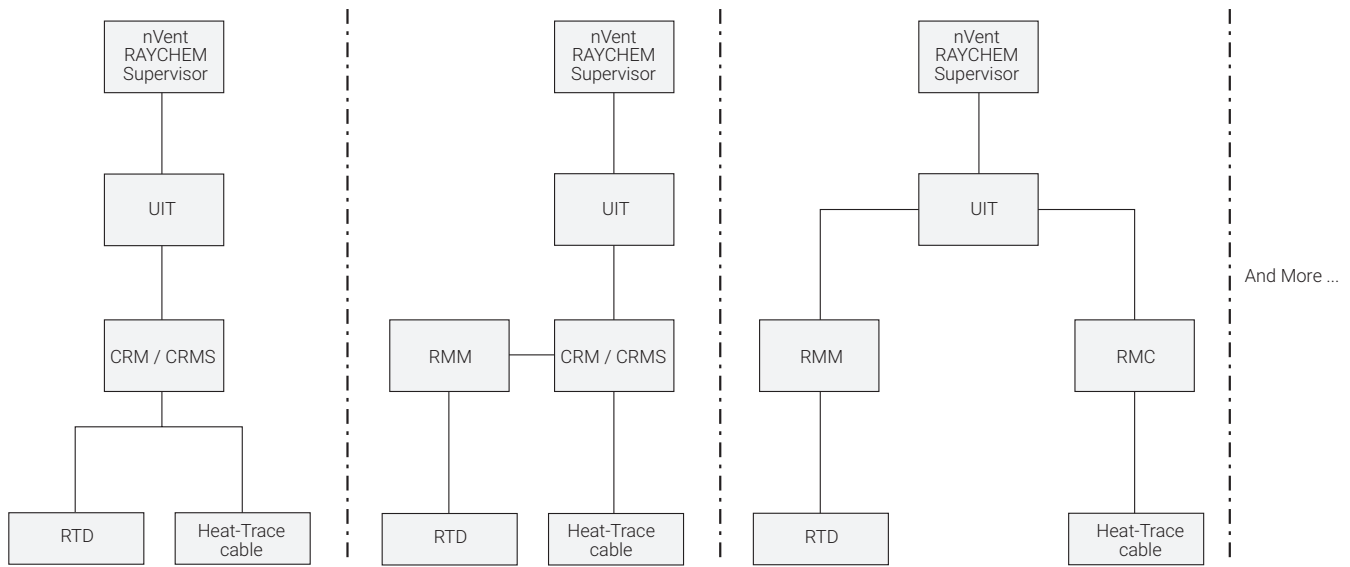 nVent
RAYCHEM
Supervisor
UIT
CRM / CRMS
RTD
Heat-Trace
cable
nVent
RAYCHEM
Supervisor
UIT
RMM
CRM / CRMS
RTD
Heat-Trace
cable
nVent
RAYCHEM
Supervisor
UIT
RMM
RMC
RTD
Heat-Trace
cable
And More ...